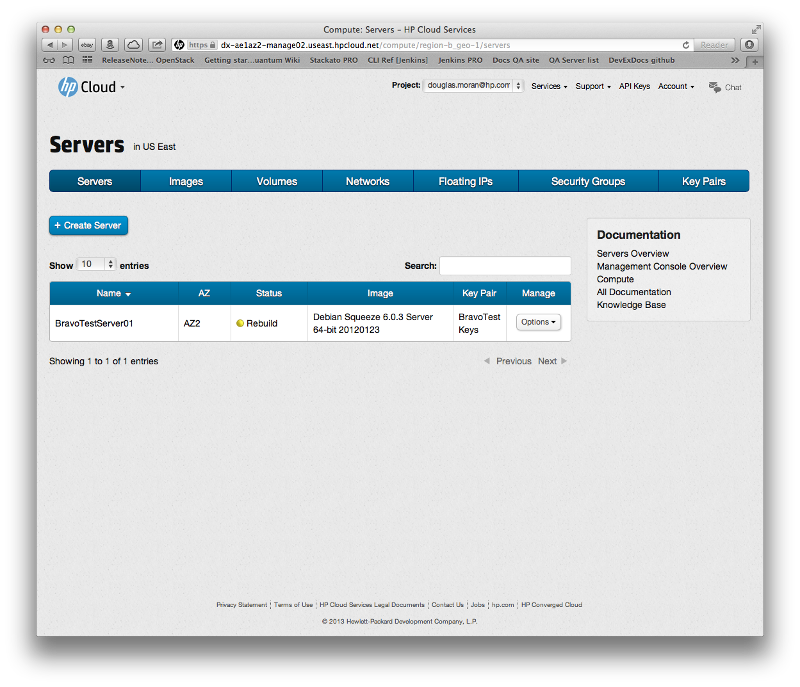 Compute: Servers – HP Cloud Services
ebay
https
dx-ae1az2-manage02.useast.hpcloud.net/compute/region-b_geo-1/servers
Reader
ReleaseNote... OpenStack Getting star...uantum Wiki Stackato PRO CLI Ref [Jenkins] Jenkins PRO Docs QA site QA Server list DevExDocs github
hp Cloud
Project: douglas.moran@hp.com Services Support API Keys Account Chat
Servers in US East
Servers Images Volumes Networks Floating IPs Security Groups Key Pairs
+ Create Server
Show 10 entries
Search:
Name AZ Status Image Key Pair Manage
BravoTestServer01 AZ2 Rebuild Debian Squeeze 6.0.3 Server 64-bit 20120123 BravoTest Keys Options
Showing 1 to 1 of 1 entries
Previous Next
Documentation
Servers Overview
Management Console Overview
Compute
All Documentation
Knowledge Base
Privacy Statement ¦ Terms of Use ¦ HP Cloud Services Legal Documents ¦ Contact Us ¦ Jobs ¦ hp.com ¦ HP Converged Cloud
© 2013 Hewlett-Packard Development Company, L.P.